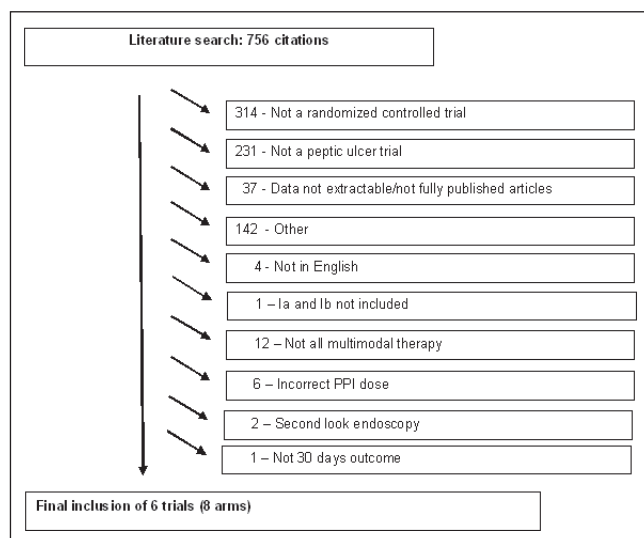 Literature search: 756 citations
314 - Not a randomized controlled trial
231 - Not a peptic ulcer trial
37 - Data not extractable/not fully published articles
142 - Other
4 - Not in English
1 – Ia and Ib not included
12 – Not all multimodal therapy
6 – Incorrect PPI dose
2 – Second look endoscopy
1 – Not 30 days outcome
Final inclusion of 6 trials (8 arms)